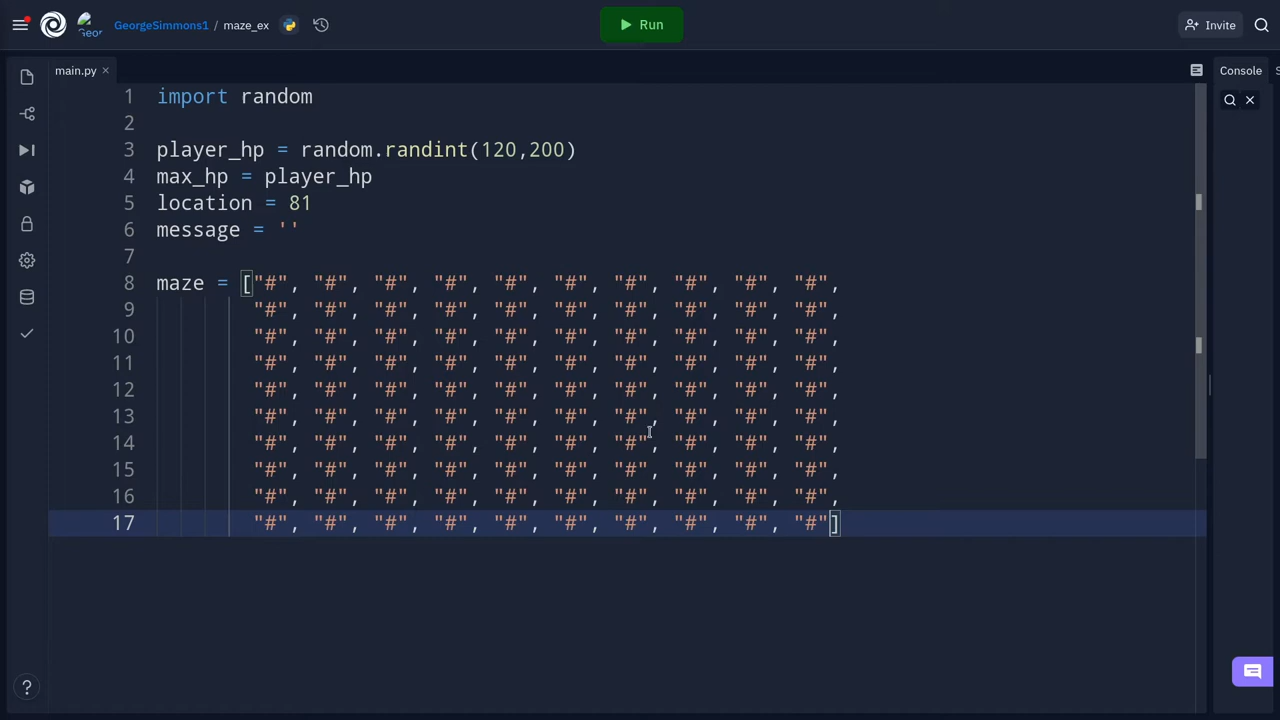 GeorgeSimmons1 / maze_ex
Run
Invite
main.py
Console
1 import random
2
3 player_hp = random.randint(120,200)
4 max_hp = player_hp
5 location = 81
6 message = ''
7
8 maze = ["#", "#", "#", "#", "#", "#", "#", "#", "#", "#",
9 "#", "#", "#", "#", "#", "#", "#", "#", "#", "#",
10 "#", "#", "#", "#", "#", "#", "#", "#", "#", "#",
11 "#", "#", "#", "#", "#", "#", "#", "#", "#", "#",
12 "#", "#", "#", "#", "#", "#", "#", "#", "#", "#",
13 "#", "#", "#", "#", "#", "#", "#", "#", "#", "#",
14 "#", "#", "#", "#", "#", "#", "#", "#", "#", "#",
15 "#", "#", "#", "#", "#", "#", "#", "#", "#", "#",
16 "#", "#", "#", "#", "#", "#", "#", "#", "#", "#",
17 "#", "#", "#", "#", "#", "#", "#", "#", "#", "#"]